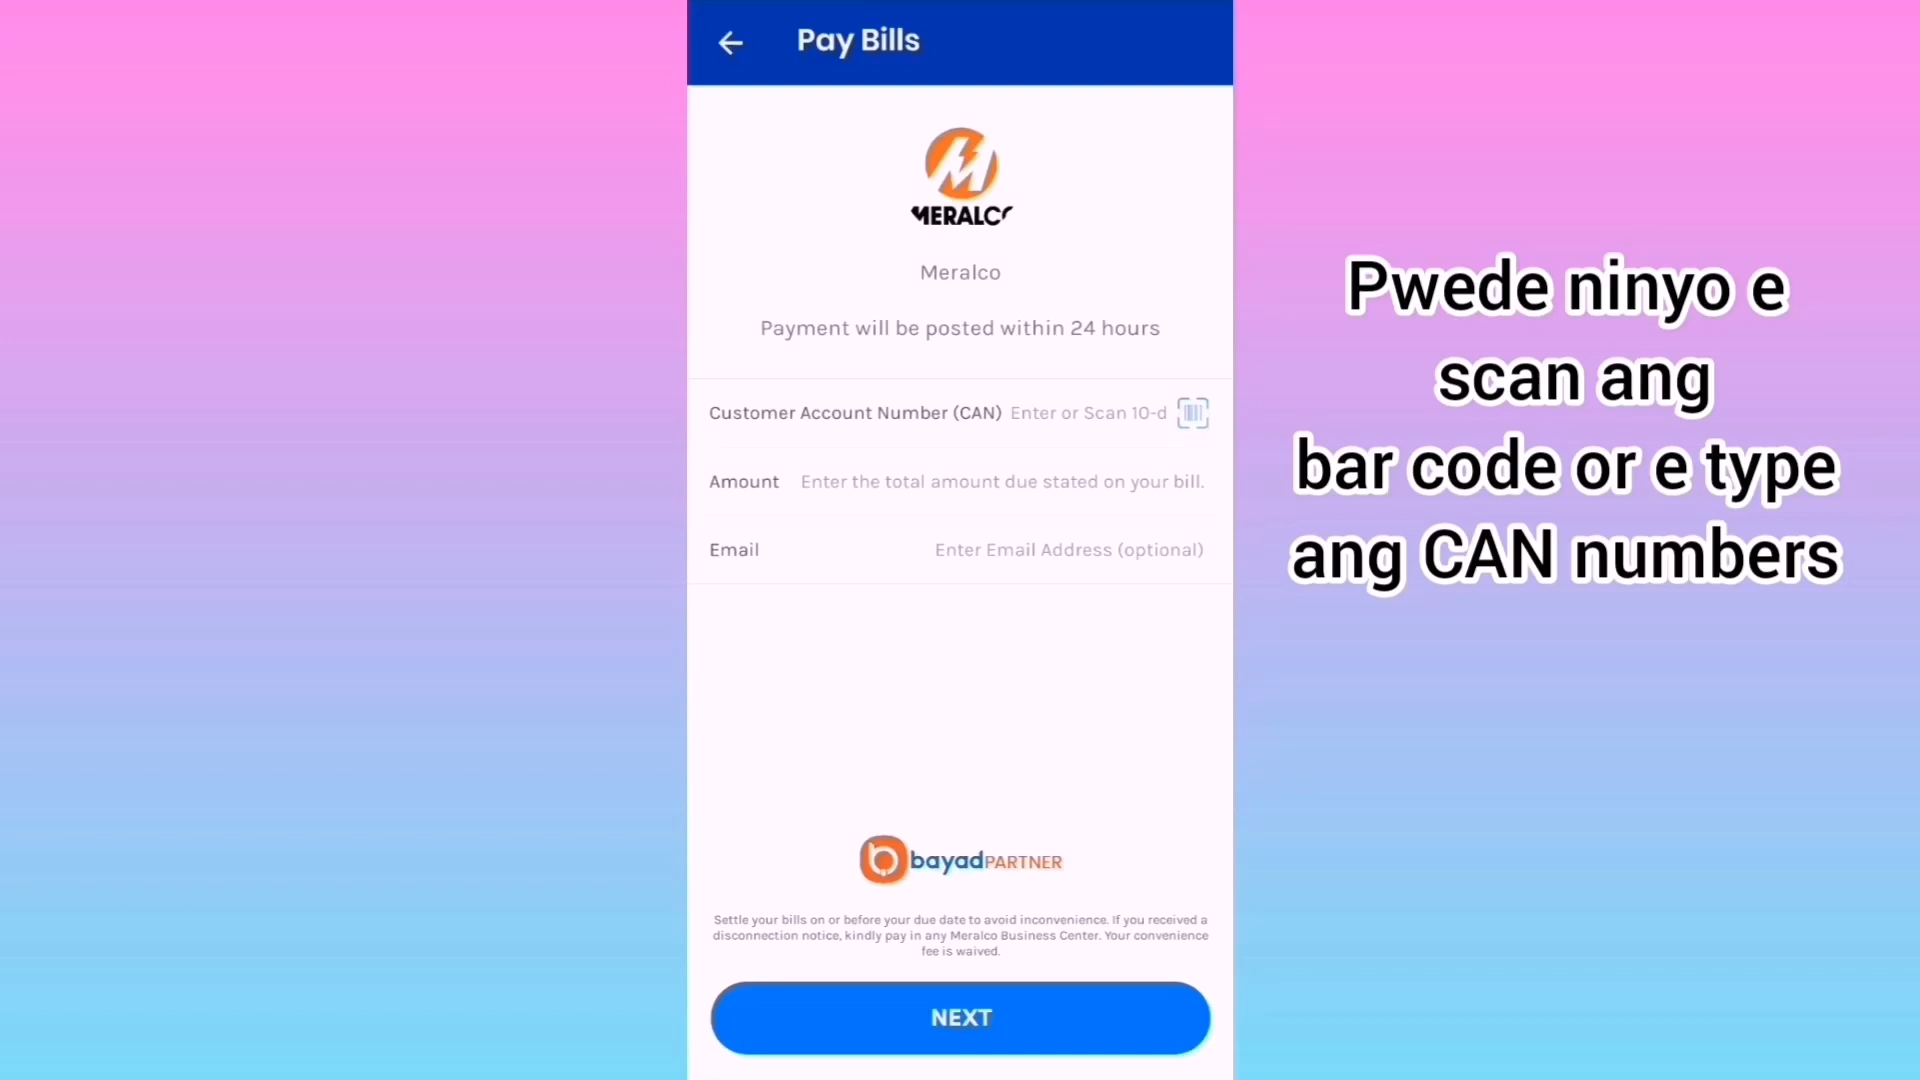 Pay Bills
MERALCO
Meralco
Payment will be posted within 24 hours
Customer Account Number (CAN) Enter or Scan 10-d
Amount Enter the total amount due stated on your bill.
Email Enter Email Address (optional)
bayad PARTNER
Settle your bills on or before your due date to avoid inconvenience. If you received a
disconnection notice, kindly pay in any Meralco Business Center. Your convenience
fee is waived.
NEXT
Pwede ninyo e
scan ang
bar code or e type
ang CAN numbers